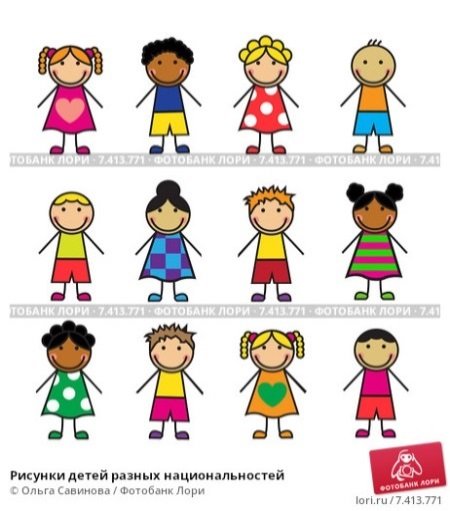 ФОТОБАНК ЛОРИ · 7.413.771 · ФОТОБАНК ЛОРИ · 7.413.771 · ФОТОБАНК ЛОРИ · 7.41
ФОТОБАНК ЛОРИ · 7.413.771 · ФОТОБАНК ЛОРИ · 7.413.771 · ФОТОБАНК ЛОРИ · 7.41
Рисунки детей разных национальностей
© Ольга Савинова / Фотобанк Лори
ФОТОБАНК ЛОРИ
lori.ru / 7.413.771